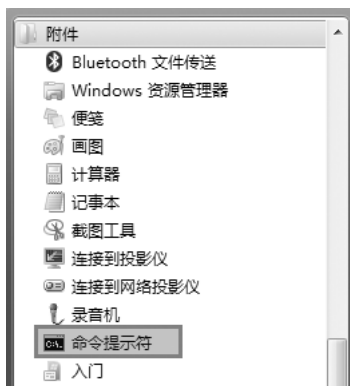 附件
Bluetooth 文件传送
Windows 资源管理器
便笺
画图
计算器
记事本
截图工具
连接到投影仪
连接到网络投影仪
录音机
命令提示符
入门